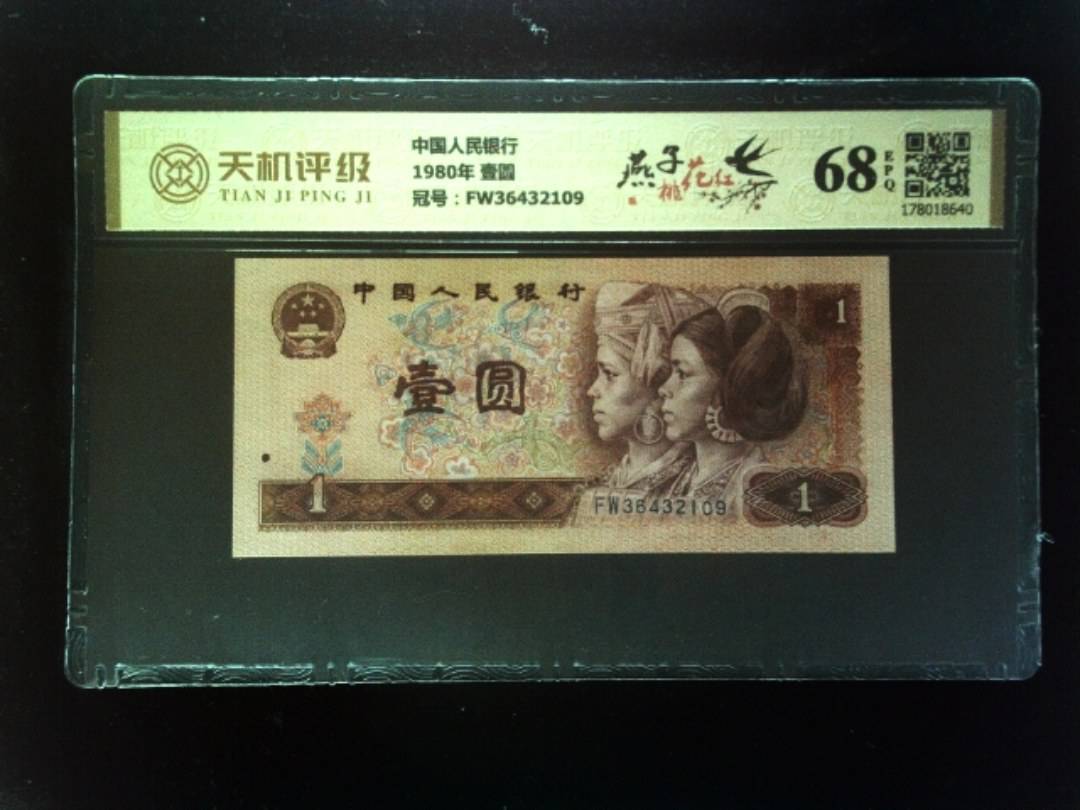 天机评级
TIAN JI PING JI
中国人民银行
1980年 壹圆
冠号：FW36432109
燕子
桃花红
68
EPQ
178018640
中国人民银行
1
壹圆
1
FW36432109
1